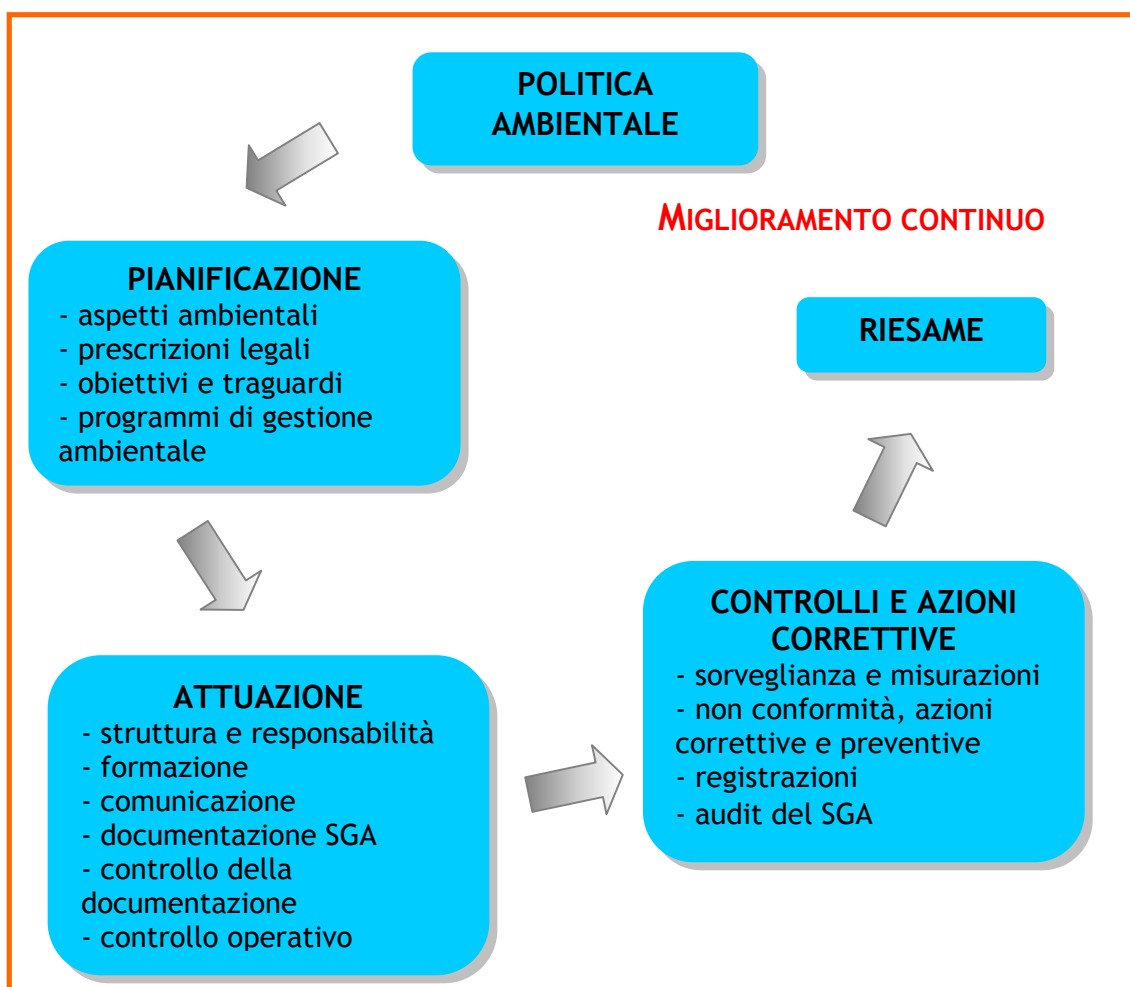 POLITICA
AMBIENTALE
MIGLIORAMENTO CONTINUO
PIANIFICAZIONE
- aspetti ambientali
- prescrizioni legali
- obiettivi e traguardi
- programmi di gestione
ambientale
RIESAME
CONTROLLI E AZIONI
CORRETTIVE
- sorveglianza e misurazioni
- non conformità, azioni
correttive e preventive
- registrazioni
- audit del SGA
ATTUAZIONE
- struttura e responsabilità
- formazione
- comunicazione
- documentazione SGA
- controllo della
documentazione
- controllo operativo